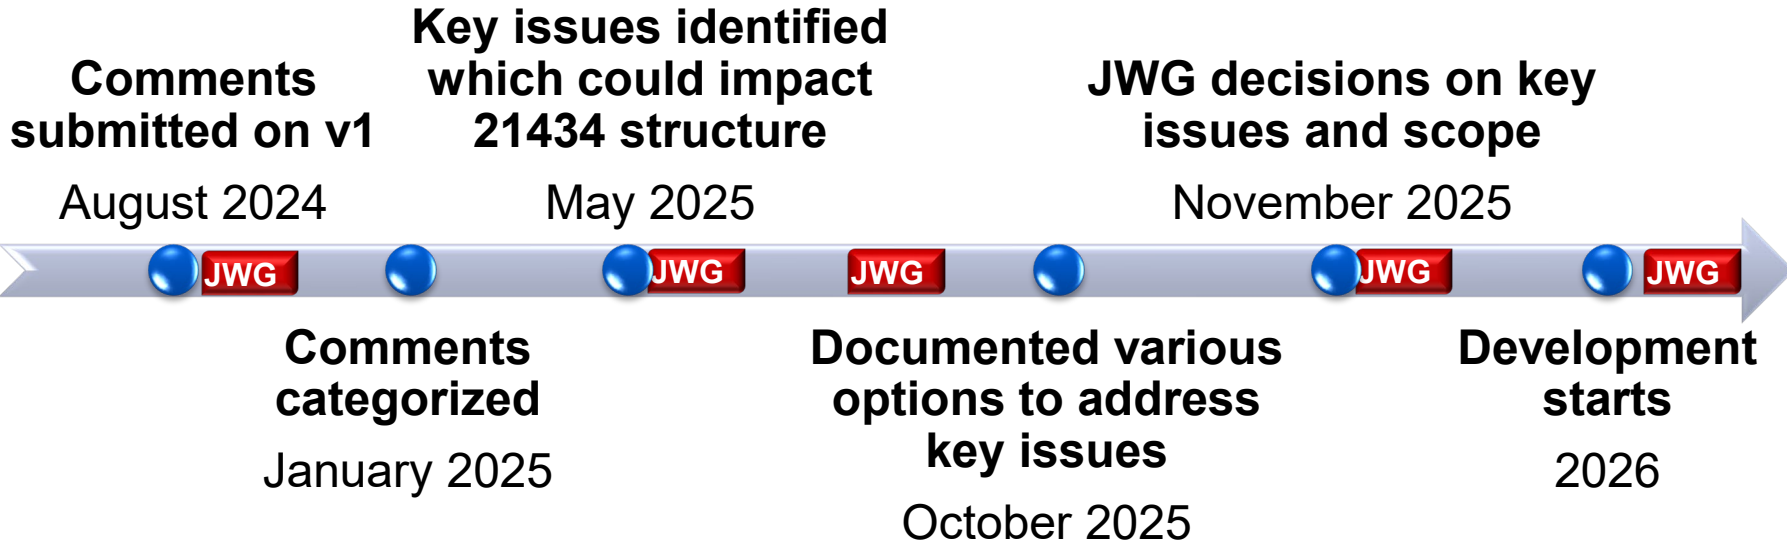 Comments
submitted on v1
August 2024
Key issues identified
which could impact
21434 structure
May 2025
JWG decisions on key
issues and scope
November 2025
JWG
JWG
JWG
JWG
JWG
Comments
categorized
January 2025
Documented various
options to address
key issues
October 2025
Development
starts
2026